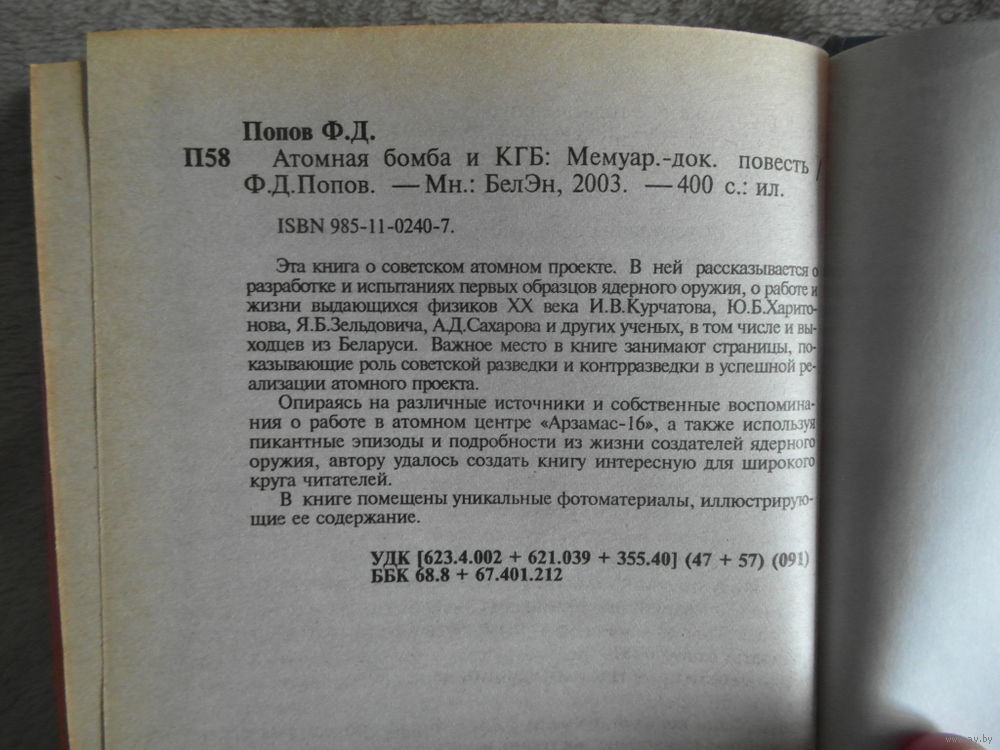 Попов Ф.Д.
П58 Атомная бомба и КГБ: Мемуар.-док. повесть /
Ф.Д.Попов. — Мн.: БелЭн, 2003. — 400 с.: ил.
ISBN 985-11-0240-7.
Эта книга о советском атомном проекте. В ней рассказывается о
разработке и испытаниях первых образцов ядерного оружия, о работе и
жизни выдающихся физиков XX века И.В.Курчатова, Ю.Б.Харито-
нова, Я.Б.Зельдовича, А.Д.Сахарова и других ученых, в том числе и вы-
ходцев из Беларуси. Важное место в книге занимают страницы, по-
казывающие роль советской разведки и контрразведки в успешной ре-
ализации атомного проекта.
Опираясь на различные источники и собственные воспомина-
ния о работе в атомном центре «Арзамас-16», а также используя
пикантные эпизоды и подробности из жизни создателей ядерного
оружия, автору удалось создать книгу интересную для широкого
круга читателей.
В книге помещены уникальные фотоматериалы, иллюстрирую-
щие ее содержание.
УДК [623.4.002 + 621.039 + 355.40] (47 + 57) (091)
ББК 68.8 + 67.401.212